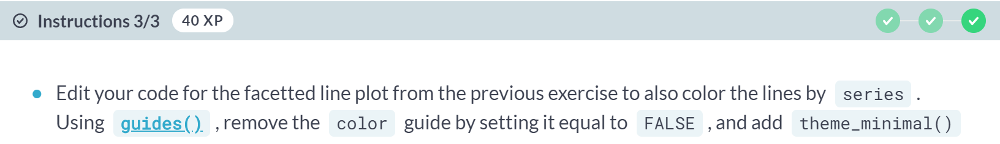 Instructions 3/3 40 XP
Edit your code for the facetted line plot from the previous exercise to also color the lines by series .
Using guides() , remove the color guide by setting it equal to FALSE , and add theme_minimal()